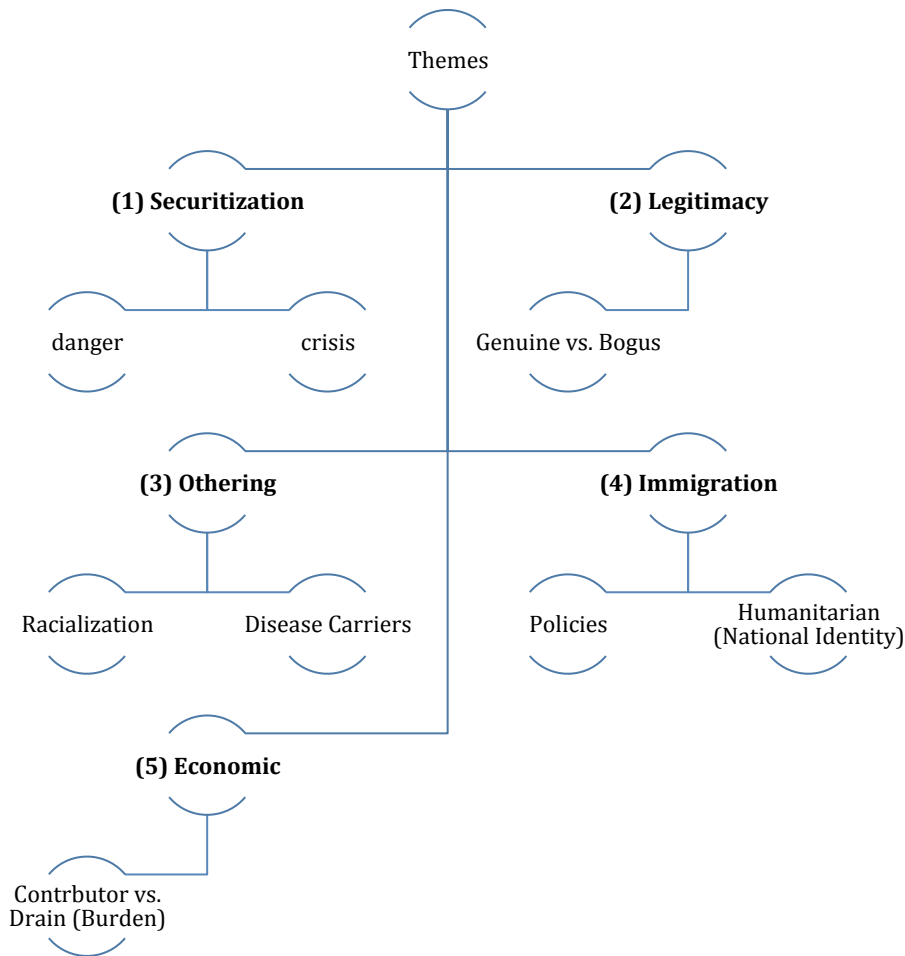 Themes
(1) Securitization
(2) Legitimacy
danger
crisis
Genuine vs. Bogus
(3) Othering
(4) Immigration
Racialization
Disease Carriers
Policies
Humanitarian
(National Identity)
(5) Economic
Contrbutor vs.
Drain (Burden)